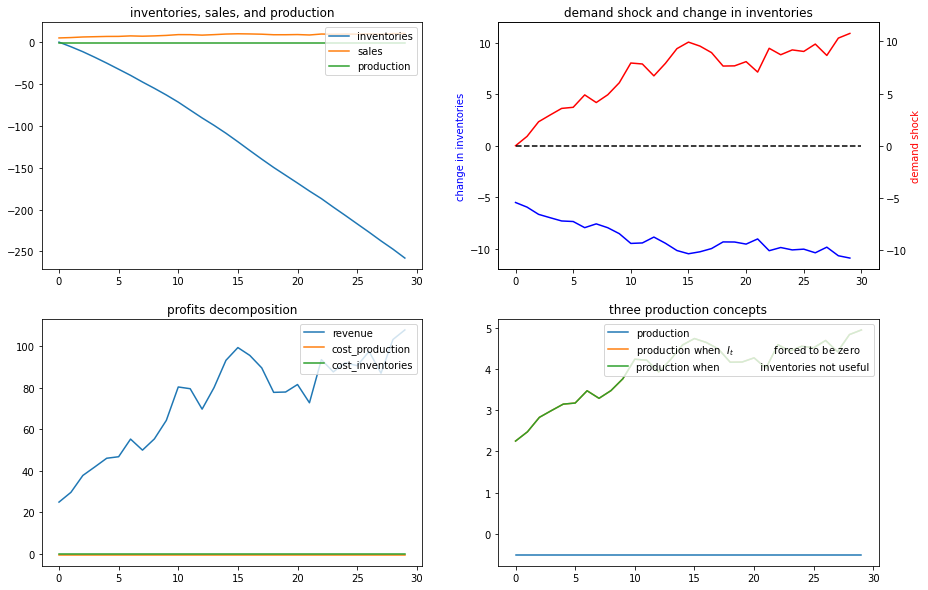 inventories, sales, and production
0
−50
−100
−150
−200
−250
inventories
sales
production
0 5 10 15 20 25 30
demand shock and change in inventories
change in inventories
10
5
0
−5
−10
10
5
0
−5
−10
demand shock
0 5 10 15 20 25 30
profits decomposition
100
80
60
40
20
0
revenue
cost_production
cost_inventories
0 5 10 15 20 25 30
three production concepts
5
4
3
2
1
0
production
production when I_t forced to be zero
production when inventories not useful
0 5 10 15 20 25 30